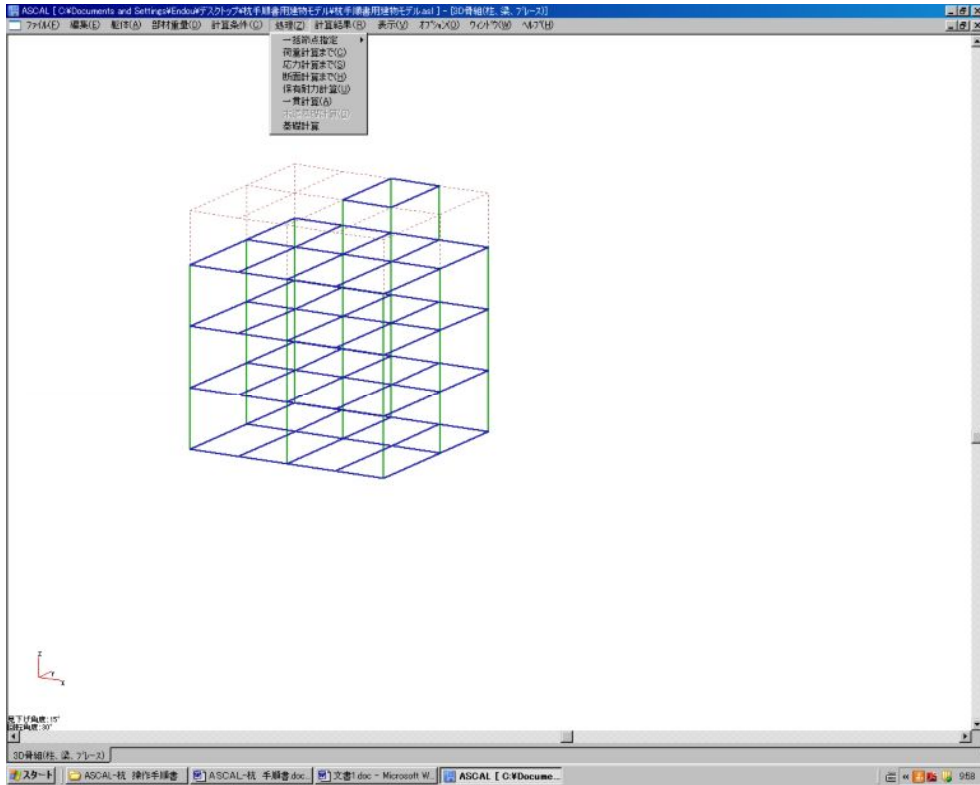 ASCAL [ C:¥Documents and Settings¥Endou¥デスクトップ¥杭手順書用建物モデル¥杭手順書用建物モデル.asl ] - [3D骨組(柱、梁、ブレース)]
ファイル(F) 編集(E) 躯体(A) 部材重量(D) 計算条件(C) 処理(Z) 計算結果(R) 表示(V) オプション(O) ウィンドウ(W) ヘルプ(H)
一括節点指定
荷重計算まで(C)
応力計算まで(S)
断面計算まで(H)
保有耐力計算(U)
一貫計算(A)
基礎計算
Z
Y
X
見下げ角度:15°
回転角度:30°
3D骨組(柱、梁、ブレース)
スタート ASCAL-杭 操作手順書 ASCAL-杭 手順書.doc... 文書1.doc - Microsoft W... ASCAL [ C:¥Docume... 9:58